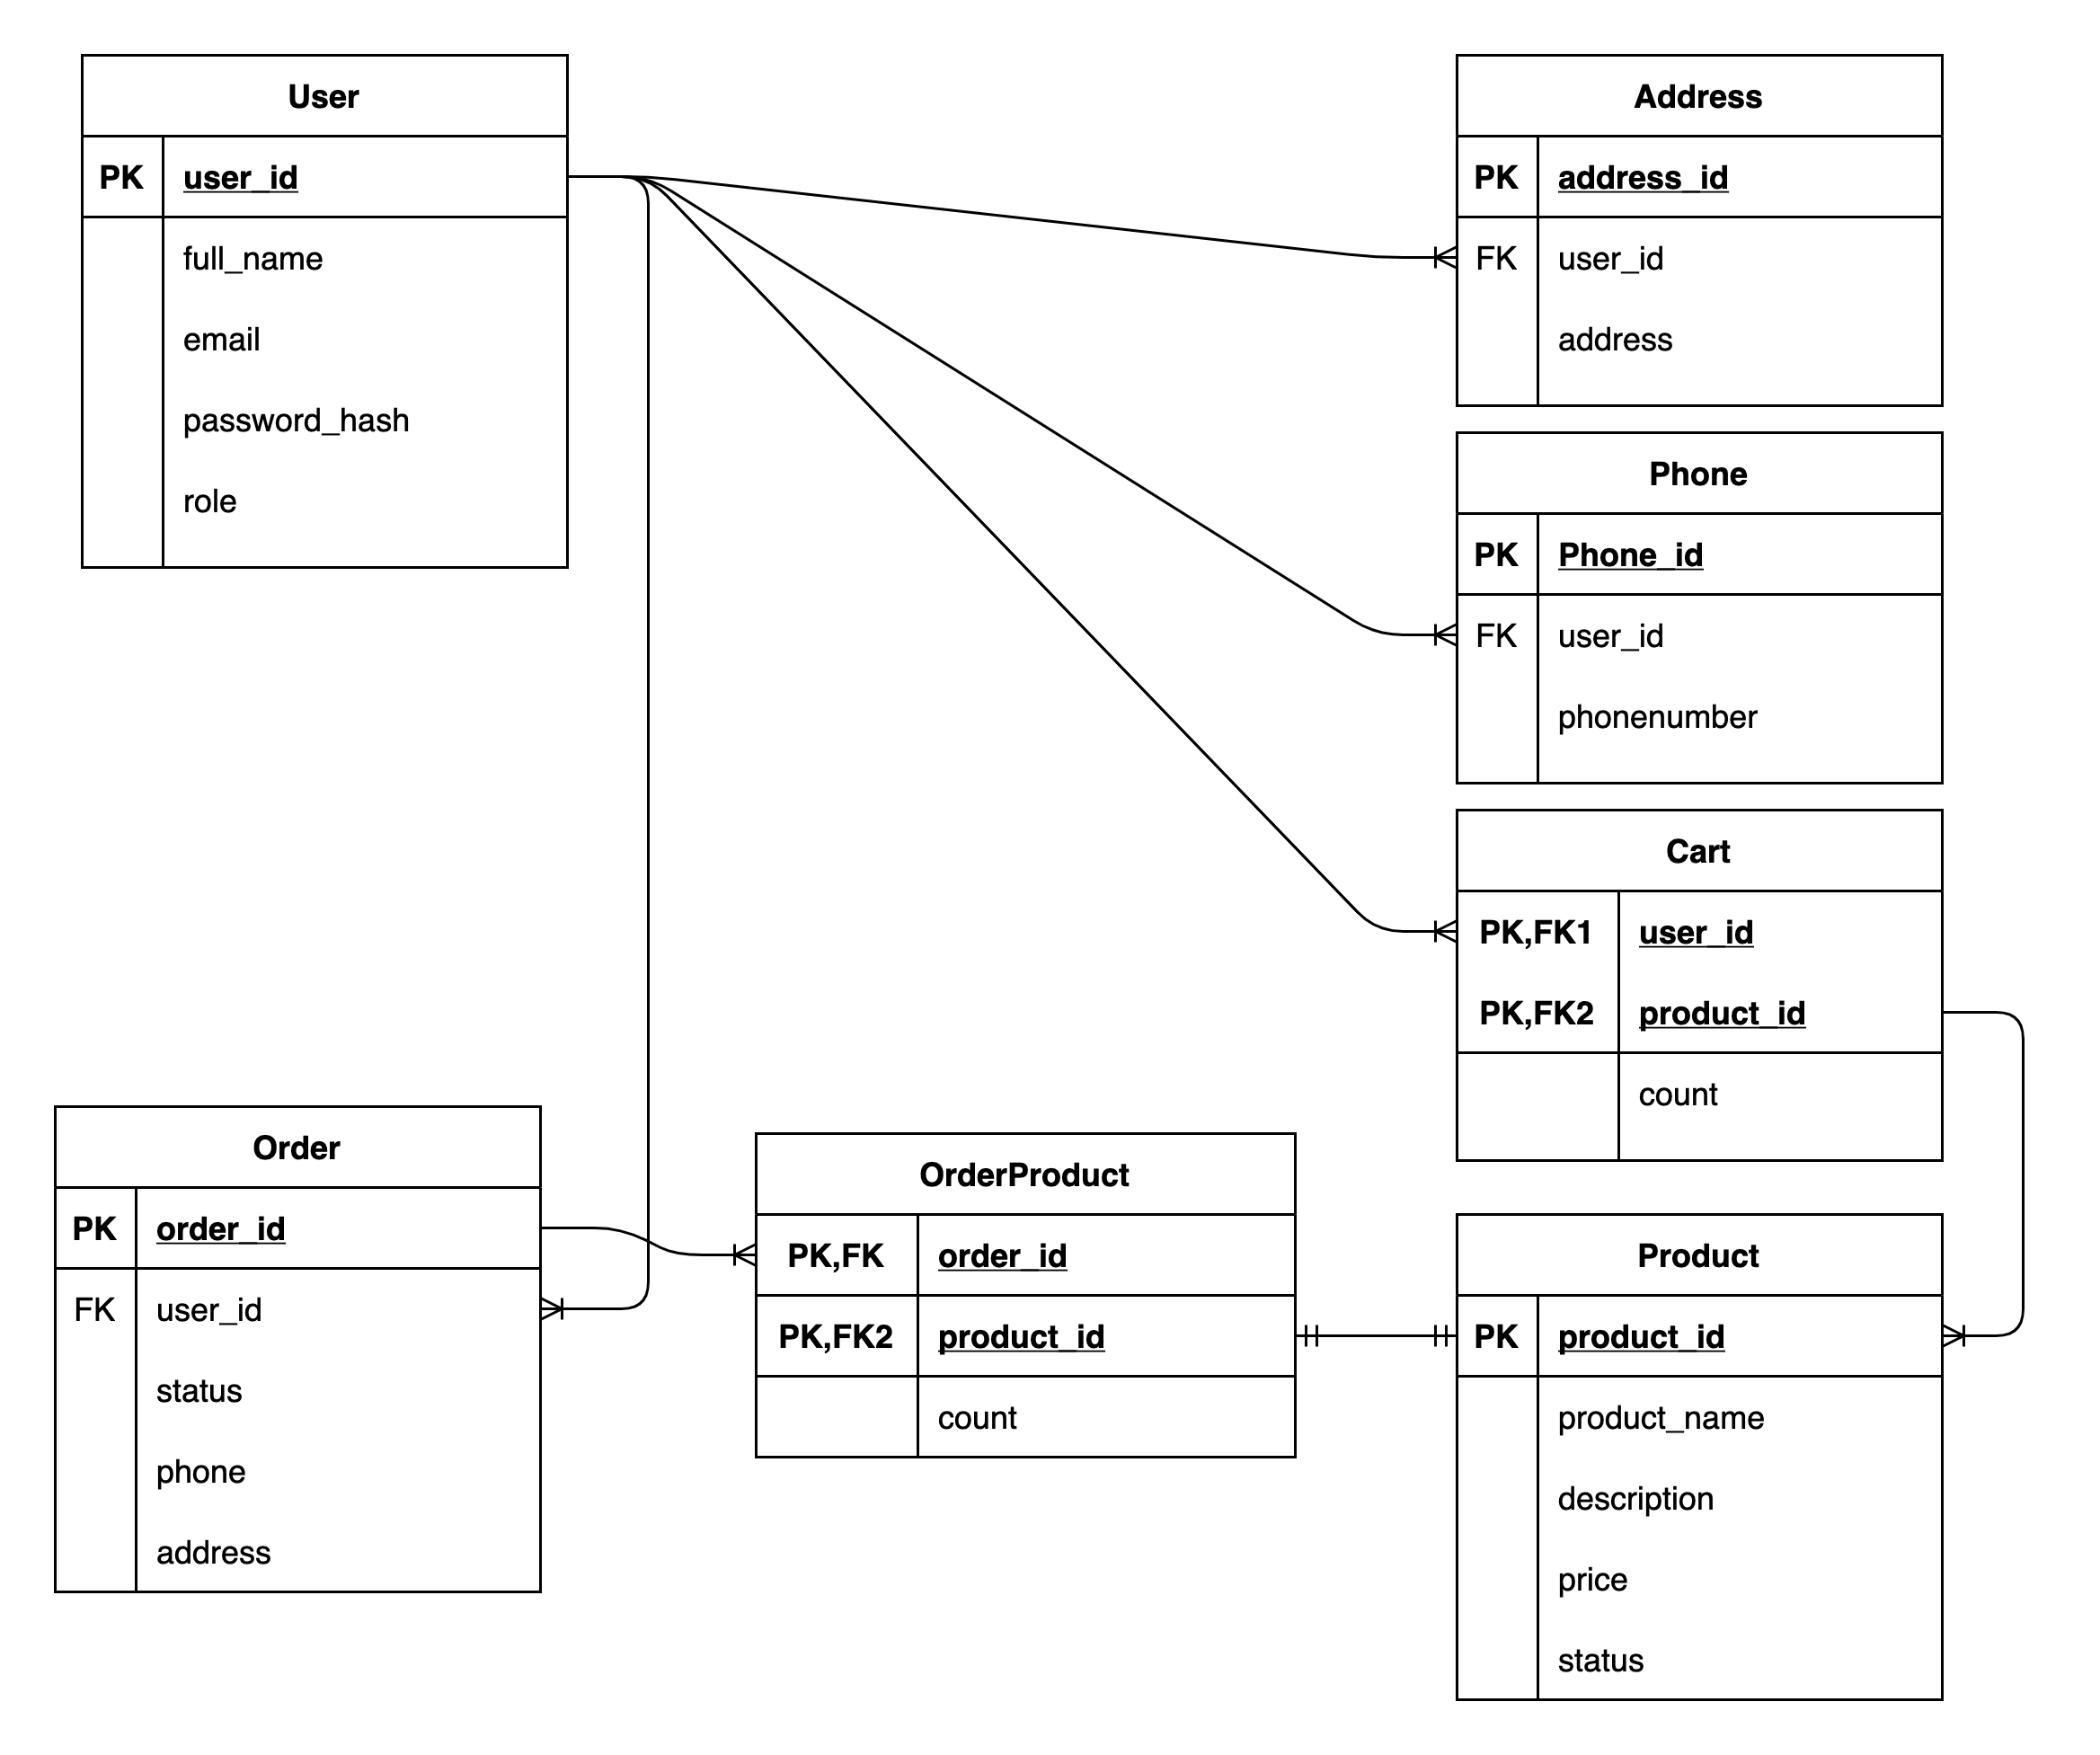 User
PK user_id
full_name
email
password_hash
role
Address
PK address_id
FK user_id
address
Phone
PK Phone_id
FK user_id
phonenumber
Cart
PK,FK1 user_id
PK,FK2 product_id
count
Order
PK order_id
FK user_id
status
phone
address
OrderProduct
PK,FK order_id
PK,FK2 product_id
count
Product
PK product_id
product_name
description
price
status